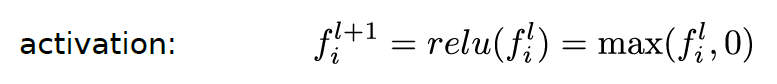 activation: $f_i^{l+1} = relu(f_i^l) = \max(f_i^l, 0)$